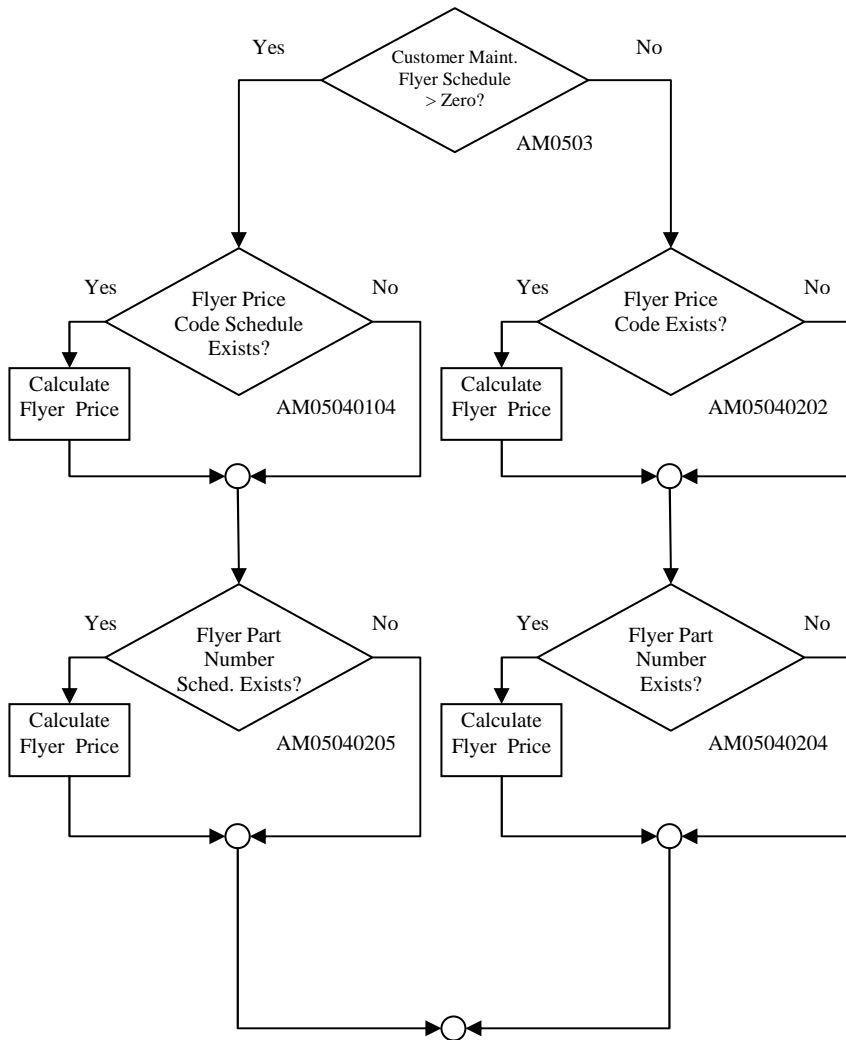 Yes
Customer Maint.
Flyer Schedule
> Zero?
No
AM0503
Yes
Flyer Price
Code Schedule
Exists?
No
Calculate
Flyer Price
AM05040104
Yes
Flyer Price
Code Exists?
No
Calculate
Flyer Price
AM05040202
Yes
Flyer Part
Number
Sched. Exists?
No
Calculate
Flyer Price
AM05040205
Yes
Flyer Part
Number
Exists?
No
Calculate
Flyer Price
AM05040204